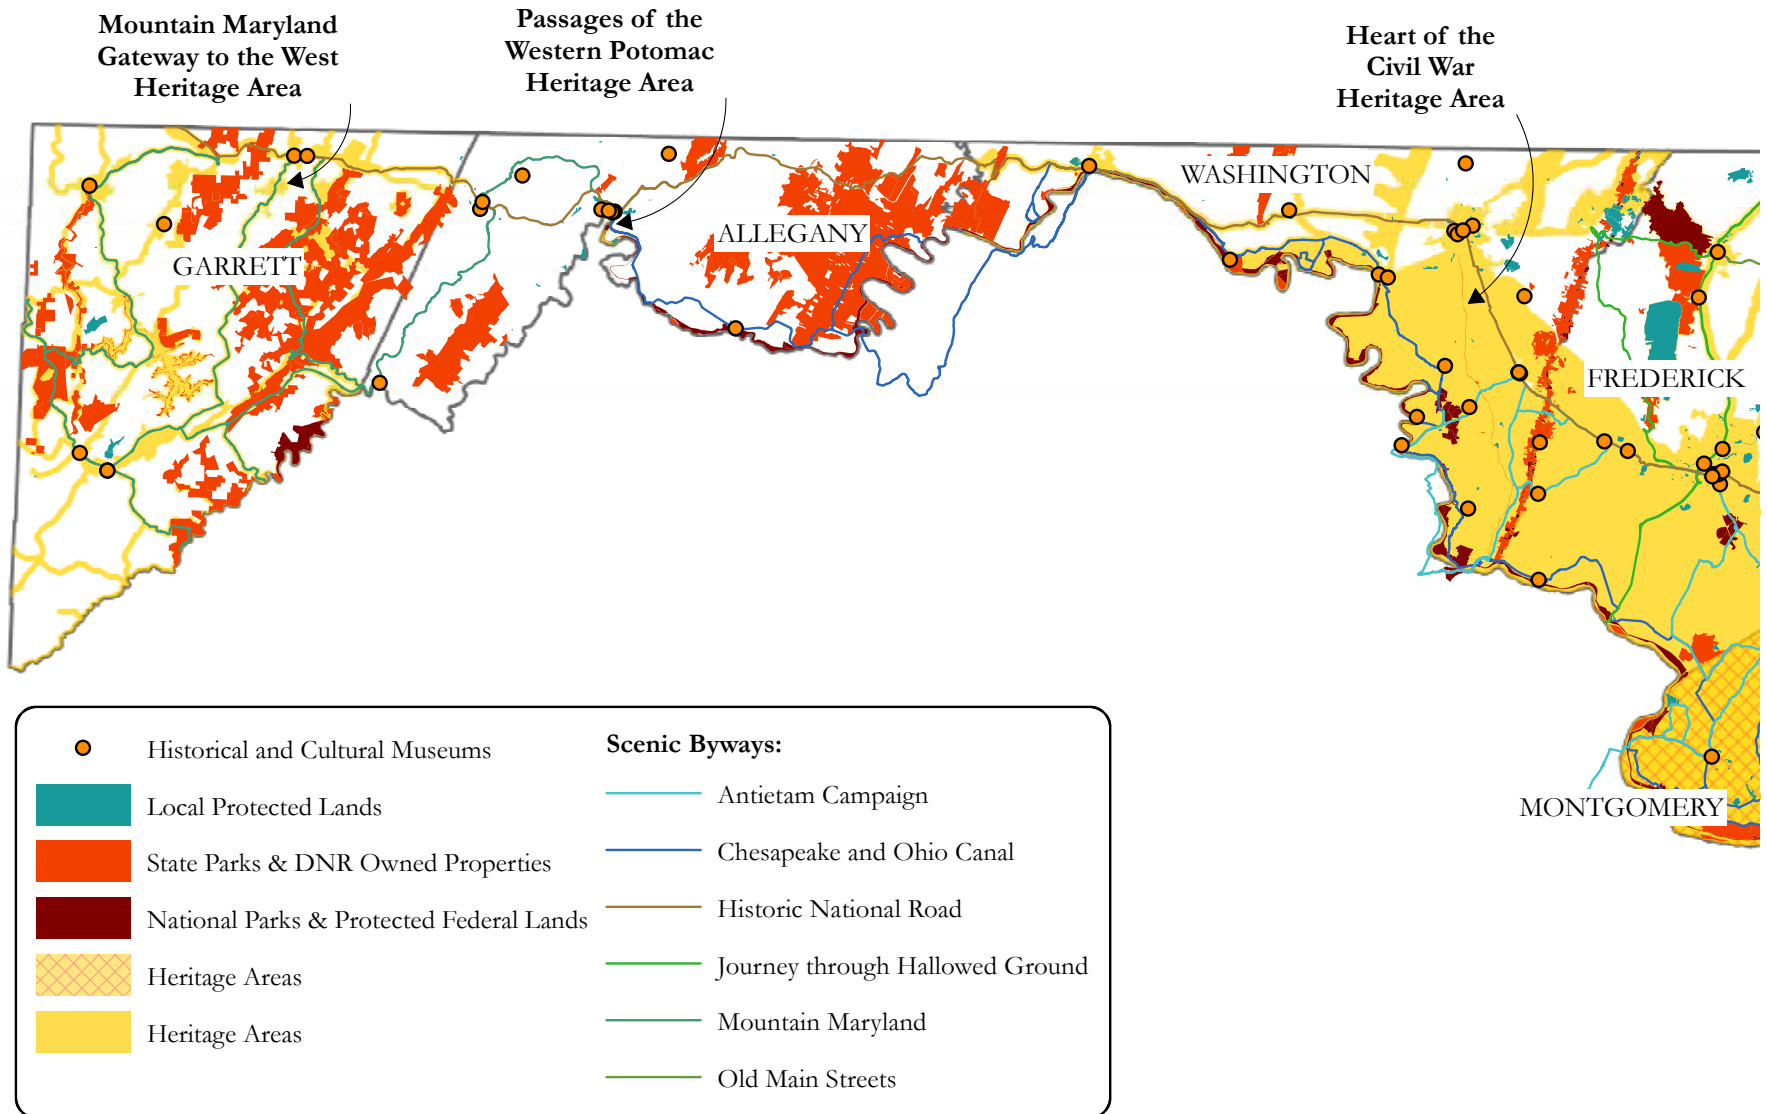 Mountain Maryland
Gateway to the West
Heritage Area
Passages of the
Western Potomac
Heritage Area
Heart of the
Civil War
Heritage Area
WASHINGTON
ALLEGANY
GARRETT
FREDERICK
MONTGOMERY
Historical and Cultural Museums
Local Protected Lands
State Parks & DNR Owned Properties
National Parks & Protected Federal Lands
Heritage Areas
Heritage Areas
Scenic Byways:
Antietam Campaign
Chesapeake and Ohio Canal
Historic National Road
Journey through Hallowed Ground
Mountain Maryland
Old Main Streets